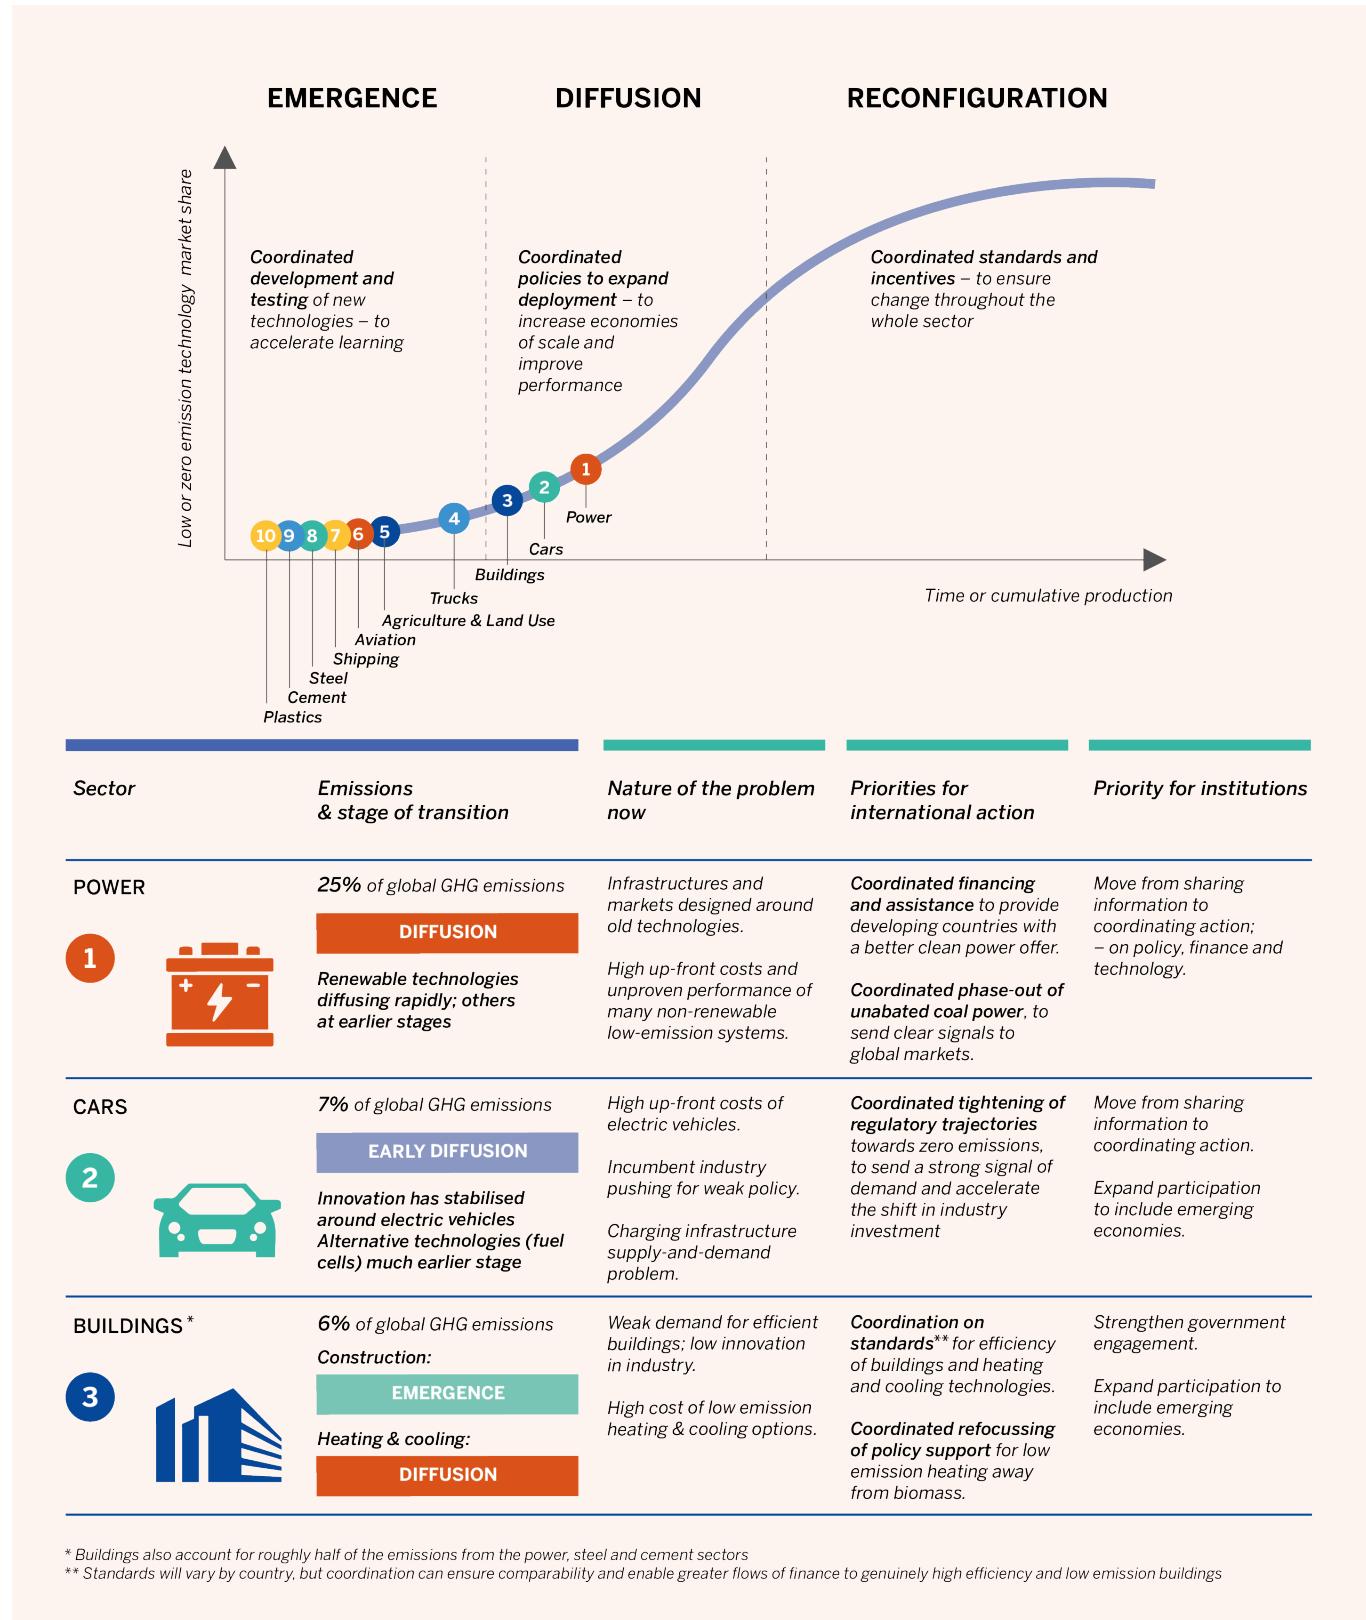 EMERGENCE
DIFFUSION
RECONFIGURATION
Low or zero emission technology market share
Coordinated
development and
testing of new
technologies – to
accelerate learning
Coordinated
policies to expand
deployment – to
increase economies
of scale and
improve
performance
Coordinated standards and
incentives – to ensure
change throughout the
whole sector
10 9 8 7 6 5 4 3 2 1
Power
Cars
Buildings
Trucks
Agriculture & Land Use
Aviation
Shipping
Steel
Cement
Plastics
Time or cumulative production
Sector
Emissions
& stage of transition
Nature of the problem
now
Priorities for
international action
Priority for institutions
POWER
1
25% of global GHG emissions
DIFFUSION
Renewable technologies
diffusing rapidly; others
at earlier stages
Infrastructures and
markets designed around
old technologies.
High up-front costs and
unproven performance of
many non-renewable
low-emission systems.
Coordinated financing
and assistance to provide
developing countries with
a better clean power offer.
Coordinated phase-out of
unabated coal power, to
send clear signals to
global markets.
Move from sharing
information to
coordinating action;
– on policy, finance and
technology.
CARS
2
7% of global GHG emissions
EARLY DIFFUSION
Innovation has stabilised
around electric vehicles
Alternative technologies (fuel
cells) much earlier stage
High up-front costs of
electric vehicles.
Incumbent industry
pushing for weak policy.
Charging infrastructure
supply-and-demand
problem.
Coordinated tightening of
regulatory trajectories
towards zero emissions,
to send a strong signal of
demand and accelerate
the shift in industry
investment
Move from sharing
information to
coordinating action.
Expand participation
to include emerging
economies.
BUILDINGS *
3
6% of global GHG emissions
Construction:
EMERGENCE
Heating & cooling:
DIFFUSION
Weak demand for efficient
buildings; low innovation
in industry.
High cost of low emission
heating & cooling options.
Coordination on
standards** for efficiency
of buildings and heating
and cooling technologies.
Coordinated refocussing
of policy support for low
emission heating away
from biomass.
Strengthen government
engagement.
Expand participation to
include emerging
economies.
* Buildings also account for roughly half of the emissions from the power, steel and cement sectors
** Standards will vary by country, but coordination can ensure comparability and enable greater flows of finance to genuinely high efficiency and low emission buildings